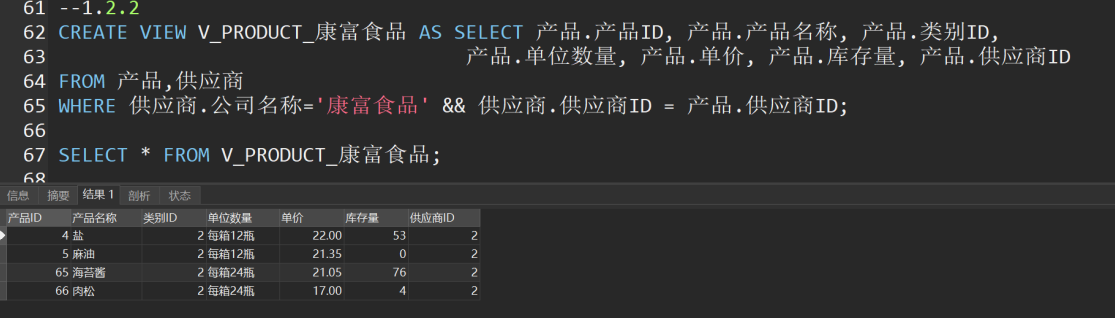 61 --1.2.2
62 CREATE VIEW V_PRODUCT_康富食品 AS SELECT 产品.产品ID, 产品.产品名称, 产品.类别ID,
63 产品.单位数量, 产品.单价, 产品.库存量, 产品.供应商ID
64 FROM 产品,供应商
65 WHERE 供应商.公司名称='康富食品' && 供应商.供应商ID = 产品.供应商ID;
66
67 SELECT * FROM V_PRODUCT_康富食品;
68
信息 摘要 结果 1 剖析 状态
产品ID 产品名称 类别ID 单位数量 单价 库存量 供应商ID
4 盐 2 每箱12瓶 22.00 53 2
5 麻油 2 每箱12瓶 21.35 0 2
65 海苔酱 2 每箱24瓶 21.05 76 2
66 肉松 2 每箱24瓶 17.00 4 2